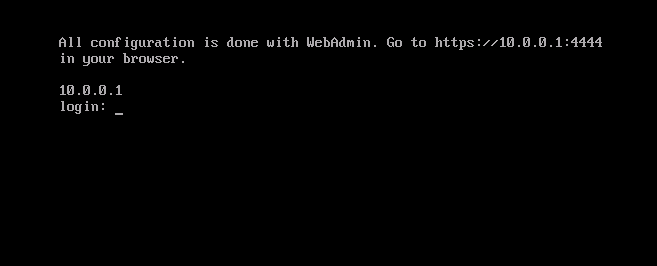 All configuration is done with WebAdmin. Go to https://10.0.0.1:4444
in your browser.
10.0.0.1
login: _